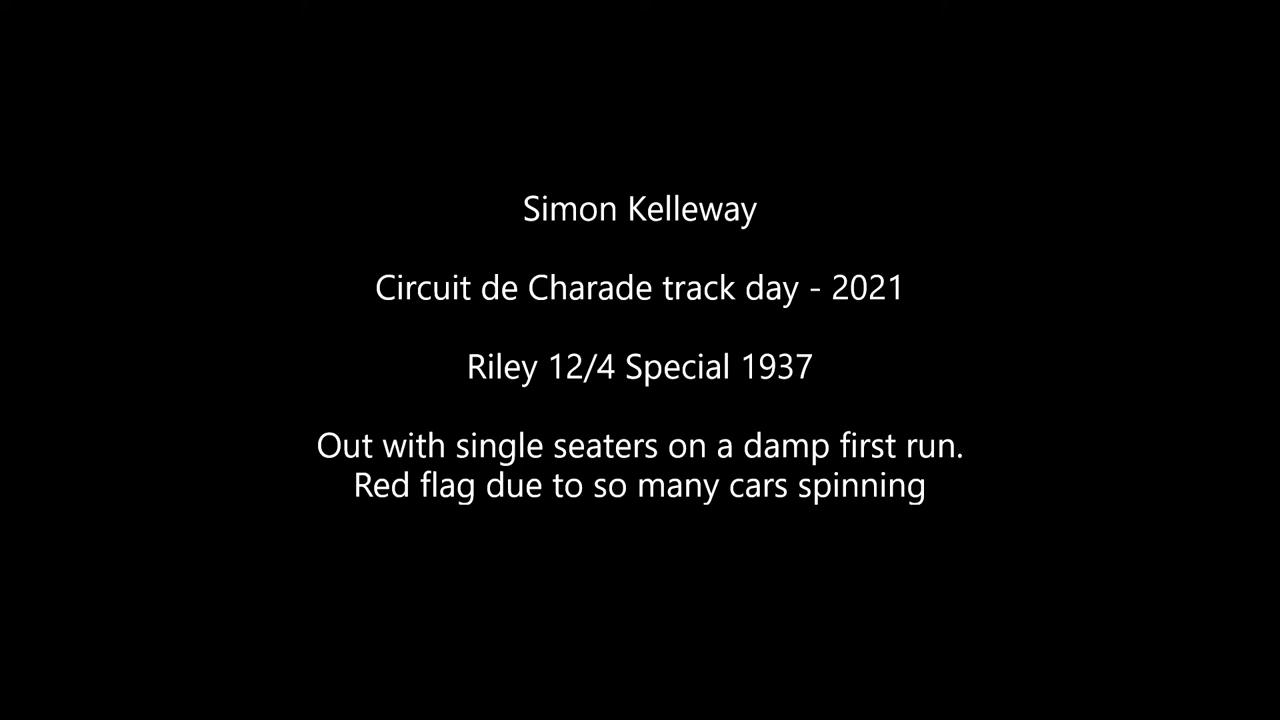 Simon Kelleway
Circuit de Charade track day - 2021
Riley 12/4 Special 1937
Out with single seaters on a damp first run.
Red flag due to so many cars spinning